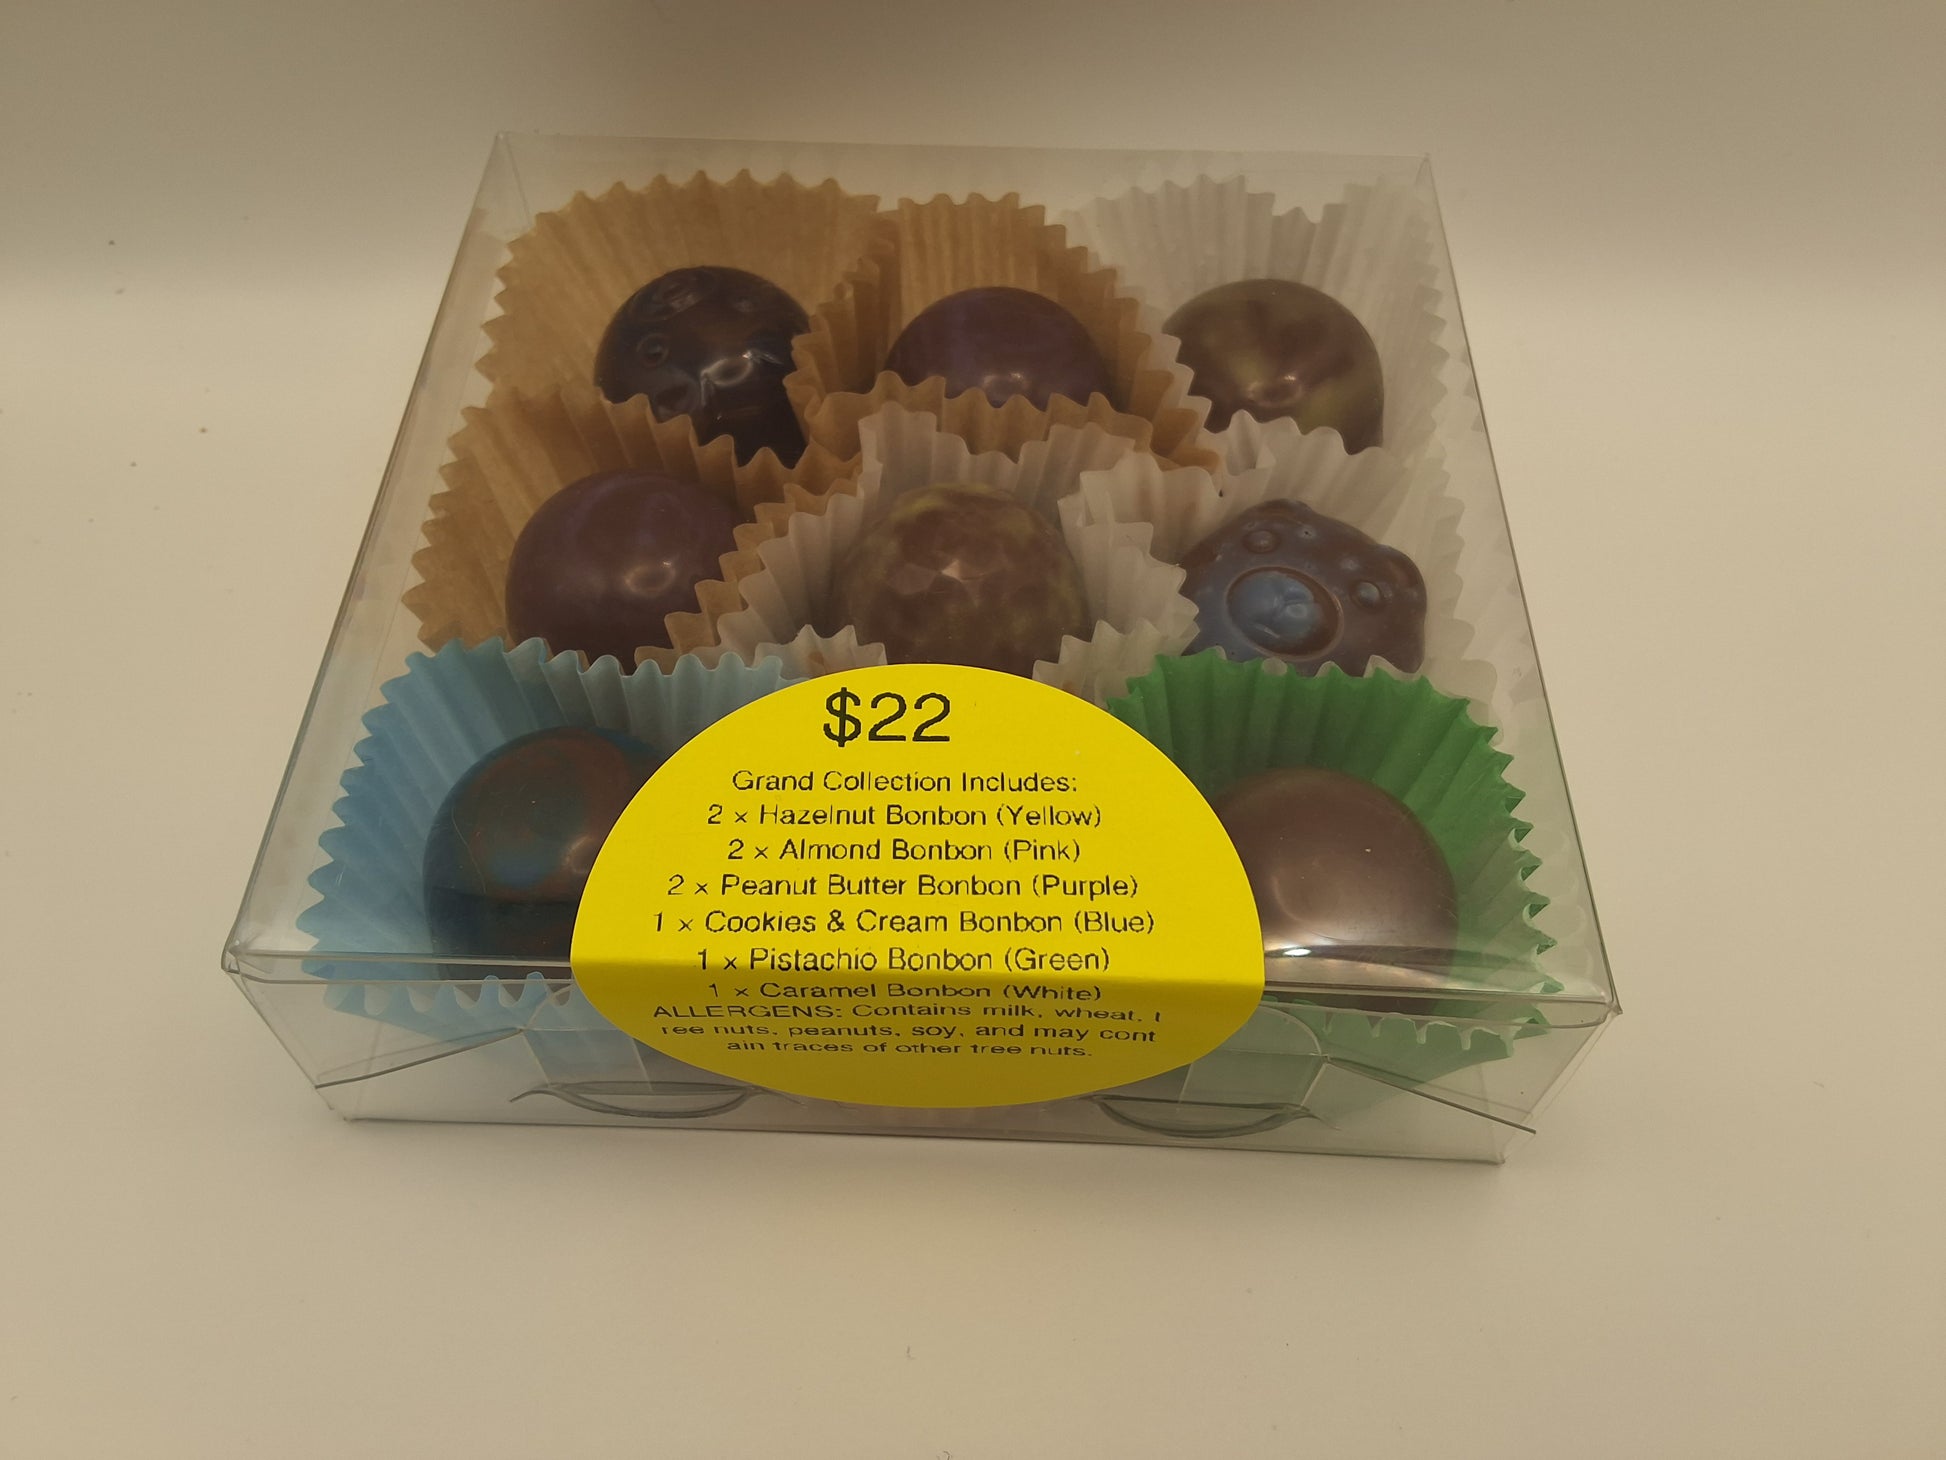 $22
Grand Collection Includes:
2 × Hazelnut Bonbon (Yellow)
2 × Almond Bonbon (Pink)
2 × Peanut Butter Bonbon (Purple)
1 × Cookies & Cream Bonbon (Blue)
1 × Pistachio Bonbon (Green)
1 × Caramel Bonbon (White)
ALLERGENS: Contains milk, wheat, t
ree nuts, peanuts, soy, and may cont
ain traces of other tree nuts.